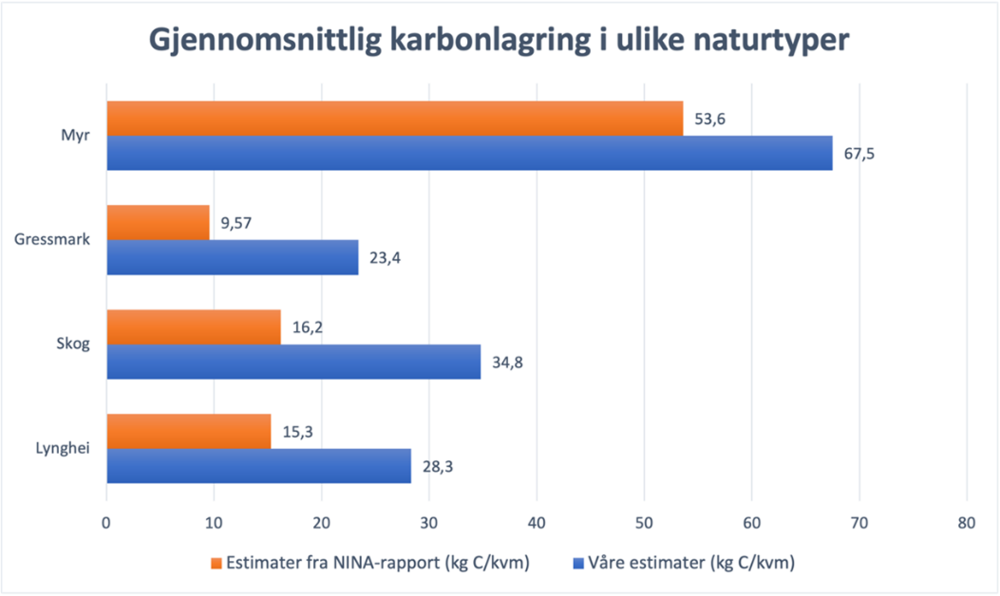 Gjennomsnittlig karbonlagring i ulike naturtyper
Myr
53,6
67,5
Gressmark
9,57
23,4
Skog
16,2
34,8
Lynghei
15,3
28,3
0 10 20 30 40 50 60 70 80
Estimater fra NINA-rapport (kg C/kvm) Våre estimater (kg C/kvm)